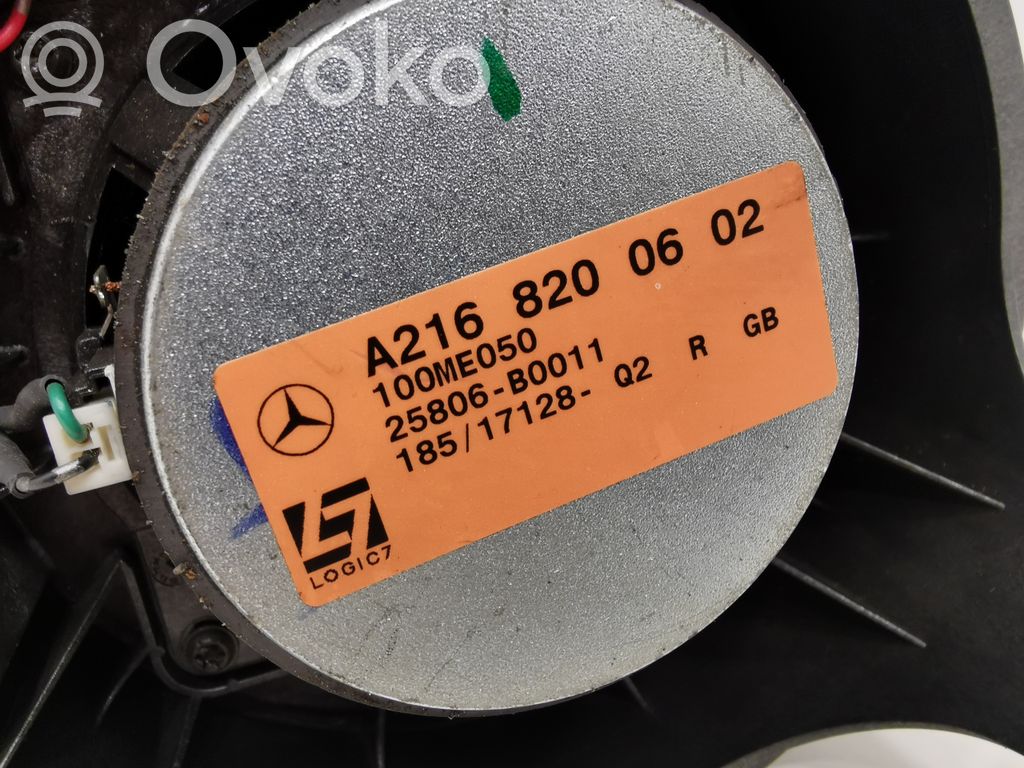 Ovoko
A216 820 06 02
100ME050
25806-B0011
185/17128- Q2 R GB
LOGIC7